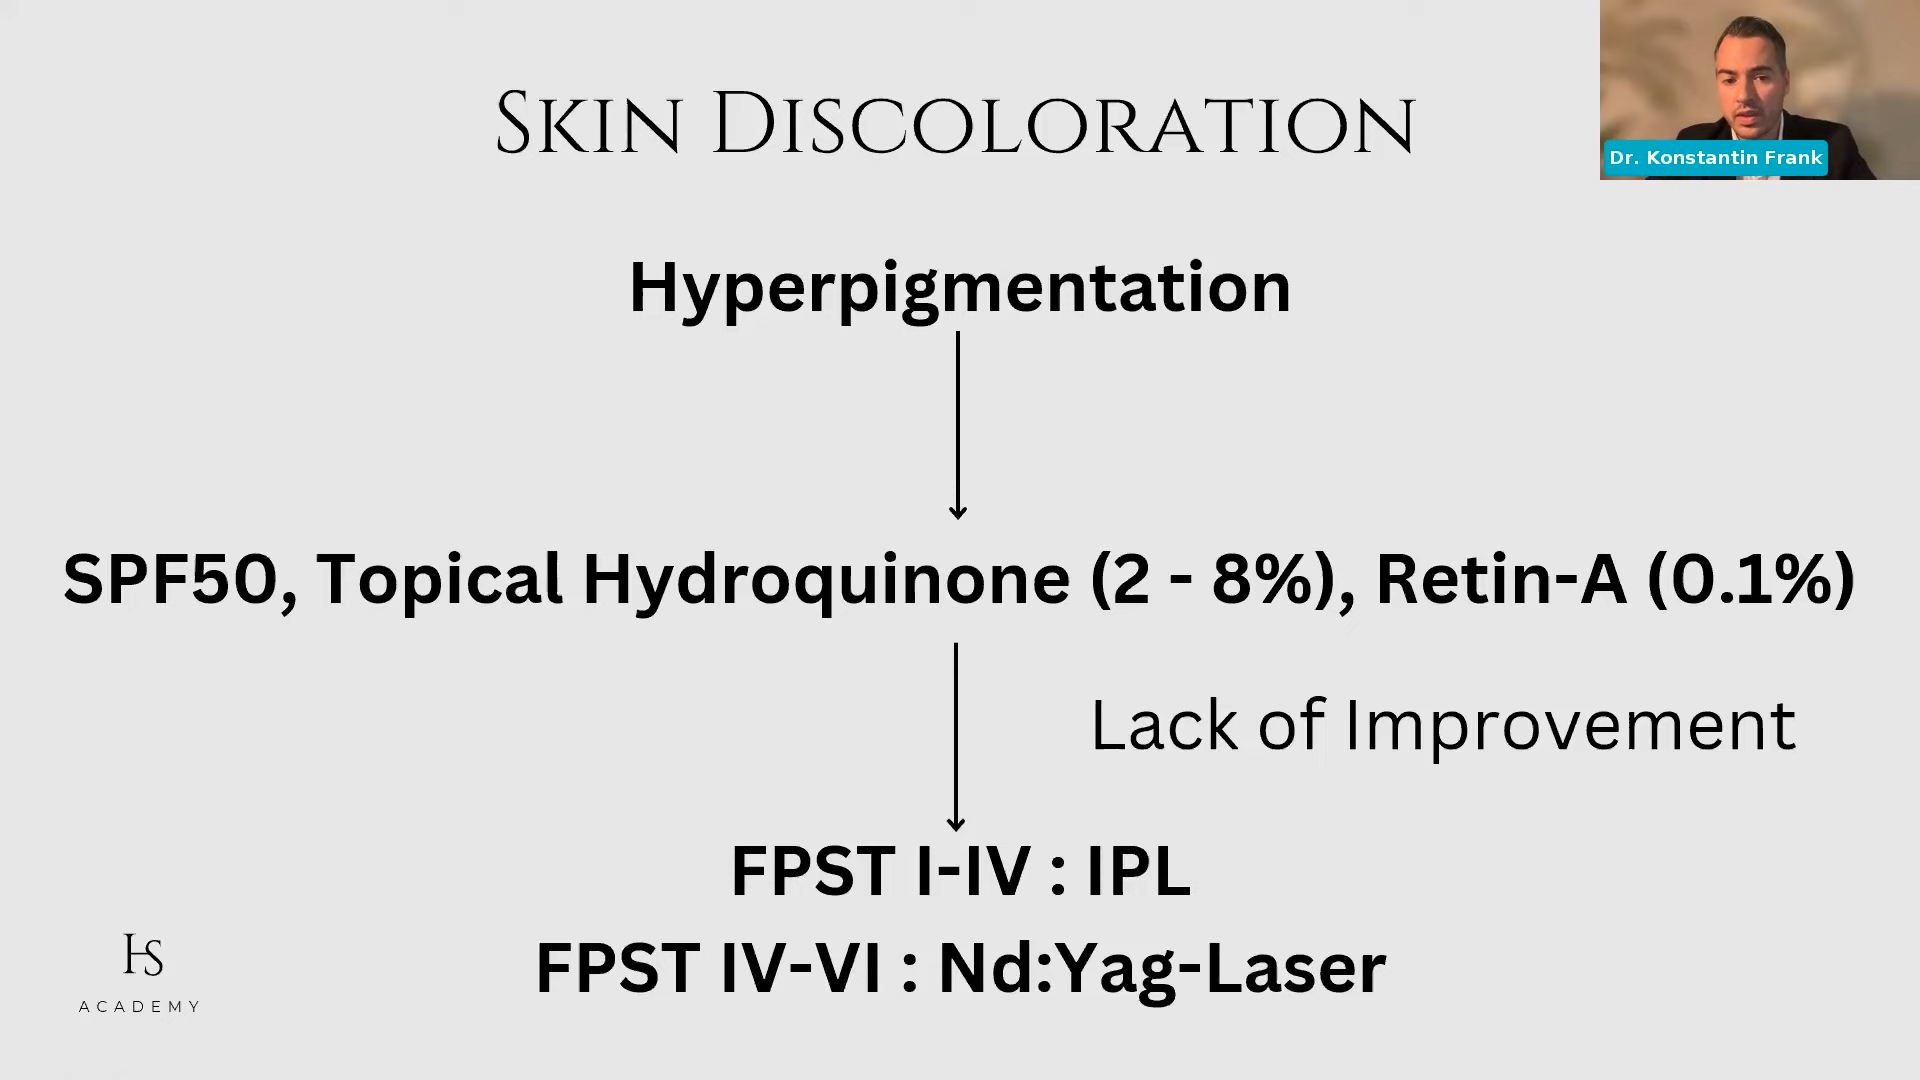 SKIN DISCOLORATION
Dr. Konstantin Frank
Hyperpigmentation
SPF50, Topical Hydroquinone (2 - 8%), Retin-A (0.1%)
Lack of Improvement
FPST I-IV : IPL
FPST IV-VI : Nd:Yag-Laser
HS
ACADEMY